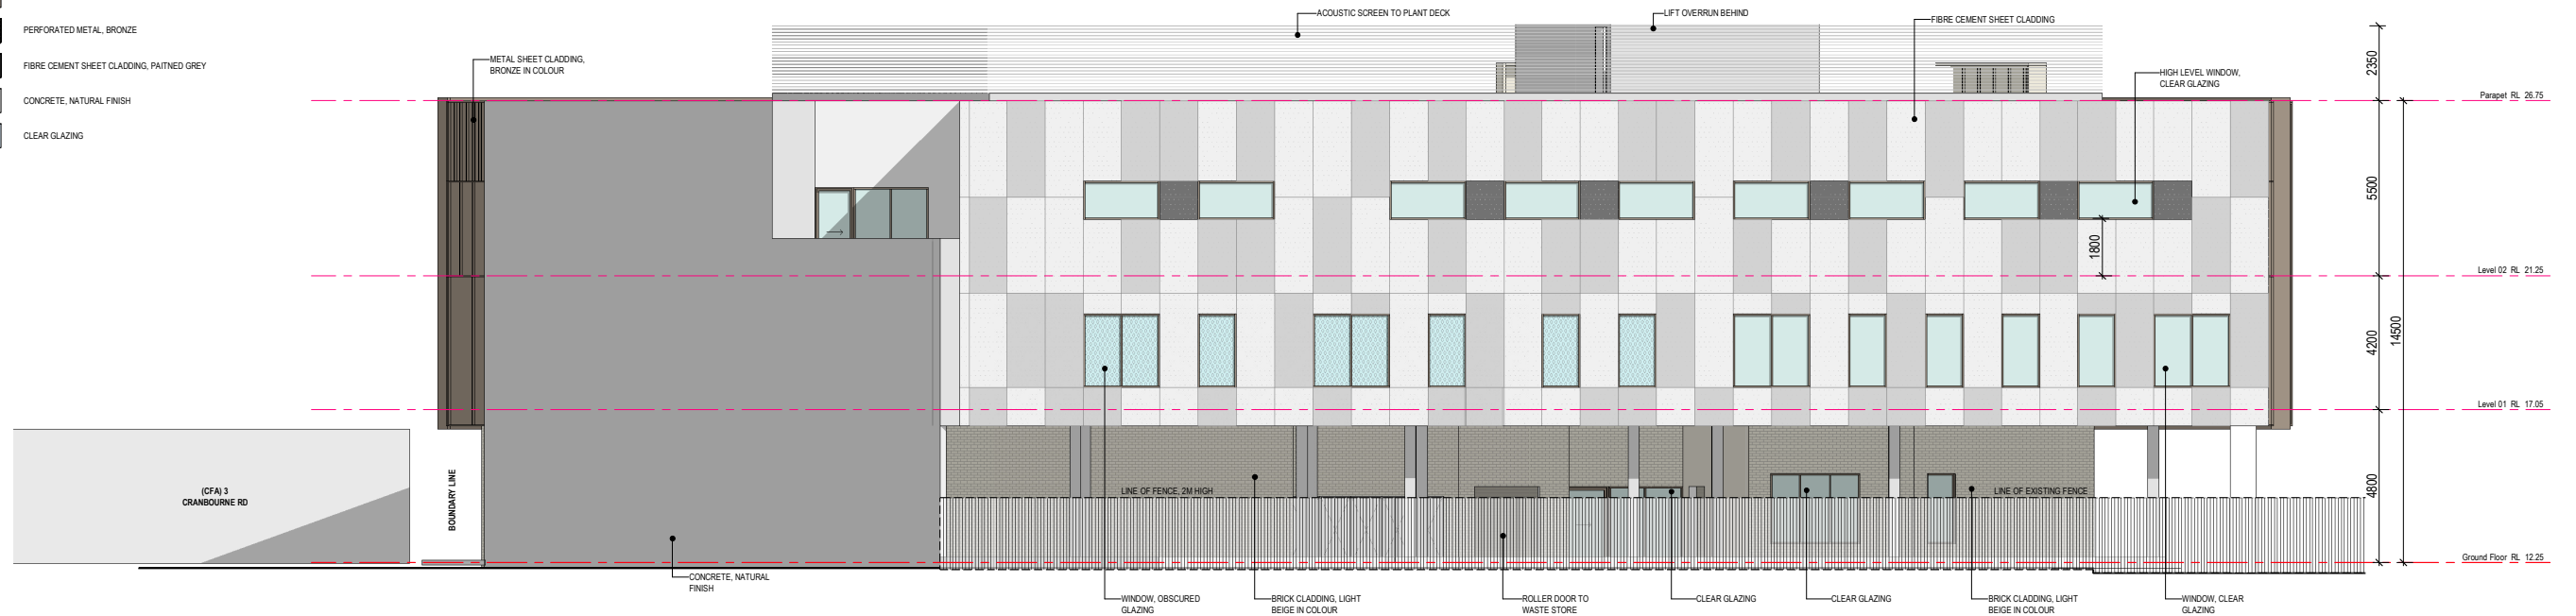 PERFORATED METAL, BRONZE
FIBRE CEMENT SHEET CLADDING, PAITNED GREY
CONCRETE, NATURAL FINISH
CLEAR GLAZING
METAL SHEET CLADDING,
BRONZE IN COLOUR
ACOUSTIC SCREEN TO PLANT DECK
LIFT OVERRUN BEHIND
FIBRE CEMENT SHEET CLADDING
HIGH LEVEL WINDOW,
CLEAR GLAZING
2350
Parapet RL 26.75
5500
1800
Level 02 RL 21.25
4200
14500
Level 01 RL 17.05
4800
Ground Floor RL 12.25
(CFA) 3
CRANBOURNE RD
BOUNDARY LINE
LINE OF FENCE, 2M HIGH
LINE OF EXISTING FENCE
CONCRETE, NATURAL
FINISH
WINDOW, OBSCURED
GLAZING
BRICK CLADDING, LIGHT
BEIGE IN COLOUR
ROLLER DOOR TO
WASTE STORE
CLEAR GLAZING
CLEAR GLAZING
BRICK CLADDING, LIGHT
BEIGE IN COLOUR
WINDOW, CLEAR
GLAZING